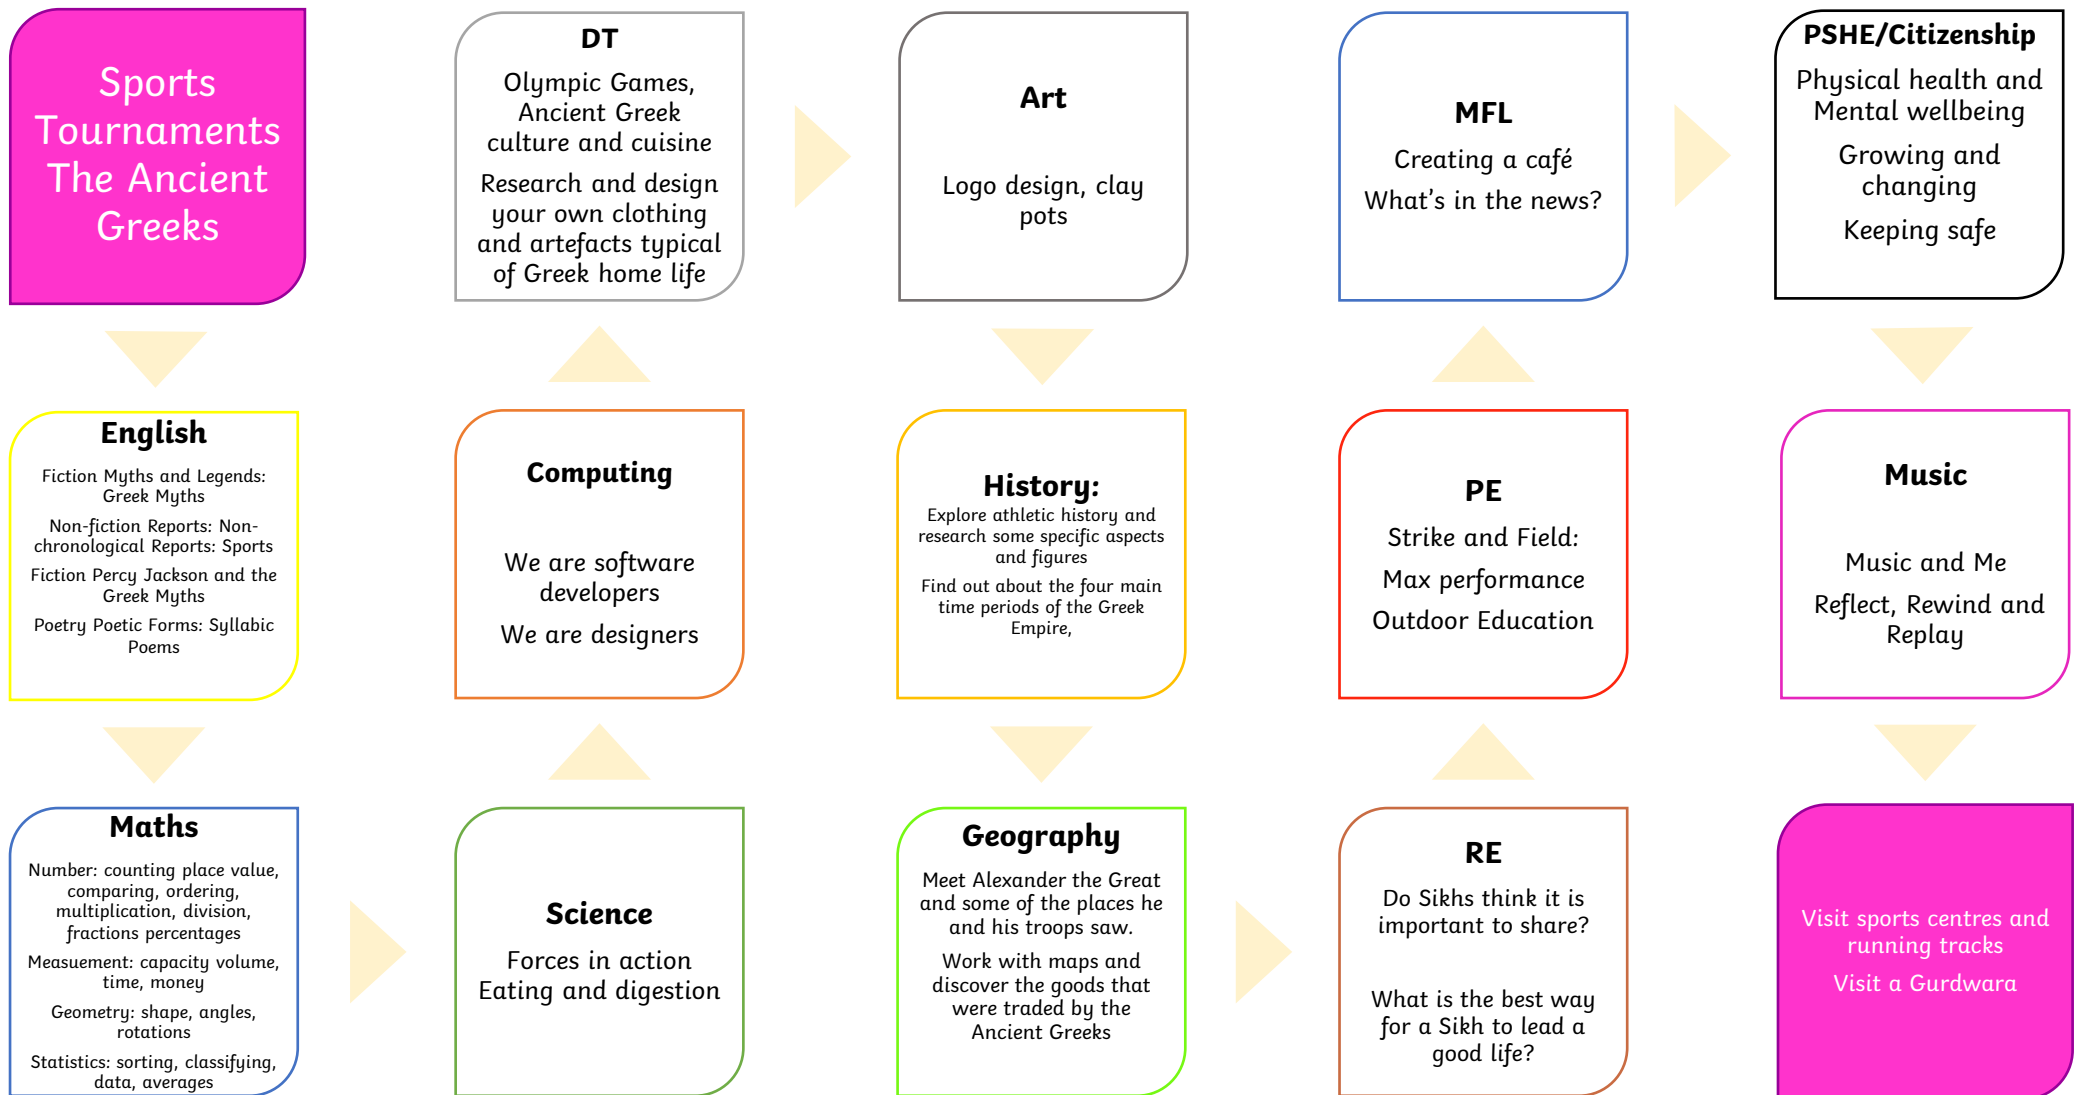 Sports
Tournaments
The Ancient
Greeks
English
Fiction Myths and Legends:
Greek Myths
Non-fiction Reports: Non-
chronological Reports: Sports
Fiction Percy Jackson and the
Greek Myths
Poetry Poetic Forms: Syllabic
Poems
Maths
Number: counting place value,
comparing, ordering,
multiplication, division,
fractions percentages
Measuement: capacity volume,
time, money
Geometry: shape, angles,
rotations
Statistics: sorting, classifying,
data, averages
Science
Forces in action
Eating and digestion
Computing
We are software
developers
We are designers
DT
Olympic Games,
Ancient Greek
culture and cuisine
Research and design
your own clothing
and artefacts typical
of Greek home life
Art
Logo design, clay
pots
History:
Explore athletic history and
research some specific aspects
and figures
Find out about the four main
time periods of the Greek
Empire,
Geography
Meet Alexander the Great
and some of the places he
and his troops saw.
Work with maps and
discover the goods that
were traded by the
Ancient Greeks
RE
Do Sikhs think it is
important to share?
What is the best way
for a Sikh to lead a
good life?
PE
Strike and Field:
Max performance
Outdoor Education
MFL
Creating a café
What's in the news?
PSHE/Citizenship
Physical health and
Mental wellbeing
Growing and
changing
Keeping safe
Music
Music and Me
Reflect, Rewind and
Replay
Visit sports centres and
running tracks
Visit a Gurdwara